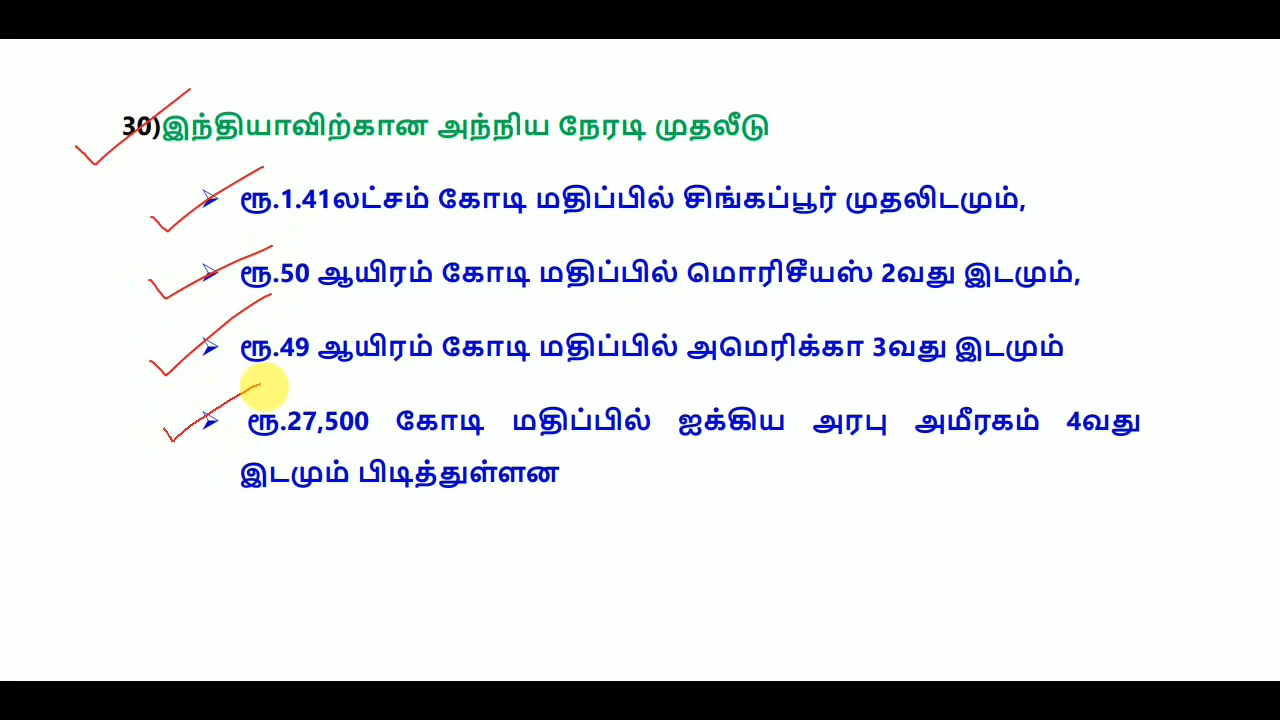 30)இந்தியாவிற்கான அந்நிய நேரடி முதலீடு
➢ ரூ.1.41லட்சம் கோடி மதிப்பில் சிங்கப்பூர் முதலிடமும்,
➢ ரூ.50 ஆயிரம் கோடி மதிப்பில் மொரிசீயஸ் 2வது இடமும்,
➢ ரூ.49 ஆயிரம் கோடி மதிப்பில் அமெரிக்கா 3வது இடமும்
➢ ரூ.27,500 கோடி மதிப்பில் ஐக்கிய அரபு அமீரகம் 4வது
இடமும் பிடித்துள்ளன